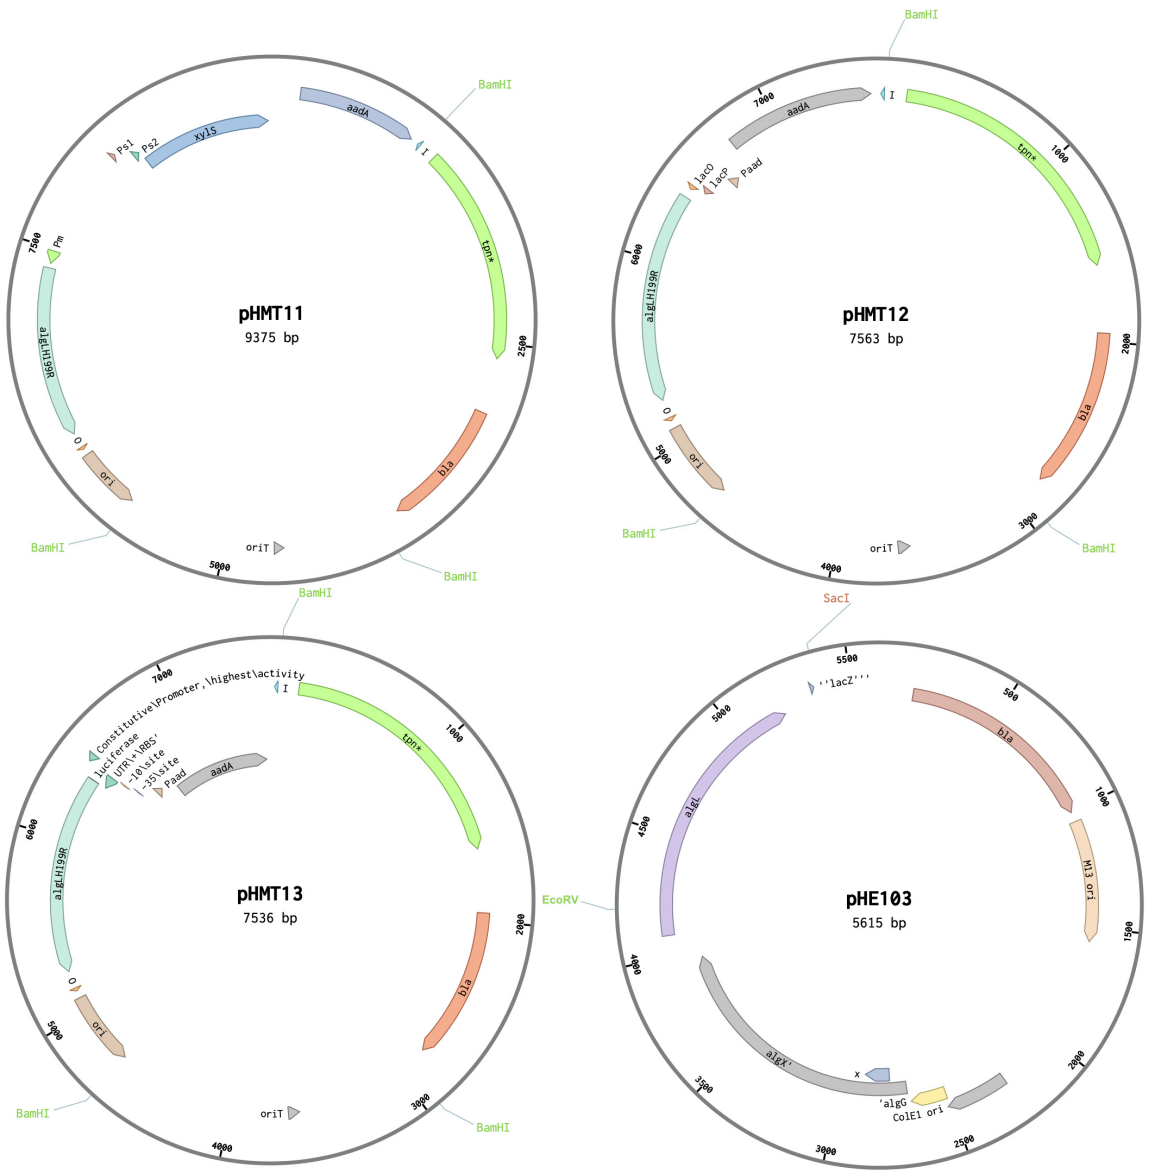 BamHI
aadA
I
xylS
Ps1
Ps2
tpn*
7500
Pm
pHMT11
9375 bp
algLH199R
2500
O
ori
bla
BamHI
oriT
5000
BamHI
BamHI
7000
aadA
I
tpn*
1000
lacO
lacP
Paad
6000
algLH199R
pHMT12
7563 bp
2000
O
bla
5000
ori
BamHI
3000
BamHI
oriT
4000
BamHI
7000
Constitutive\Promoter,\highest\activity
I
luciferase
UTR\+\RBS'
-10\site
-35\site
Paad
aadA
tpn*
1000
6000
algLH199R
pHMT13
7536 bp
2000
O
bla
5000
ori
BamHI
3000
BamHI
oriT
4000
SacI
5500
''lacZ'''
5000
500
bla
algL
1000
4500
M13 ori
EcoRV
pHE103
5615 bp
1500
4000
algX'
x
'algG
ColE1 ori
2000
3500
2500
3000